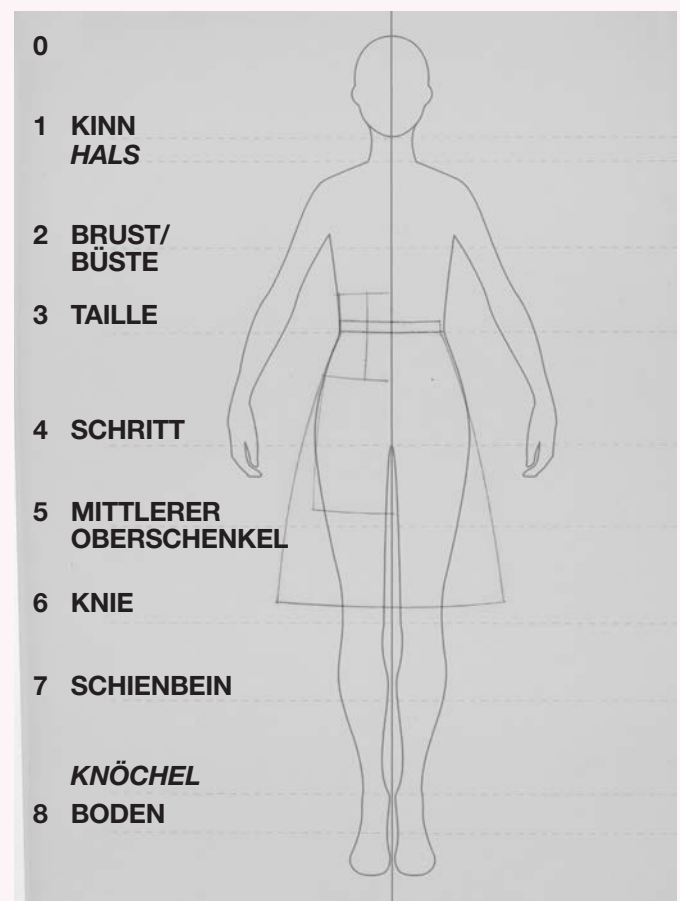 0
1 KINN
HALS
2 BRUST/
BÜSTE
3 TAILLE
4 SCHRITT
5 MITTLERER
OBERSCHENKEL
6 KNIE
7 SCHIENBEIN
KNÖCHEL
8 BODEN